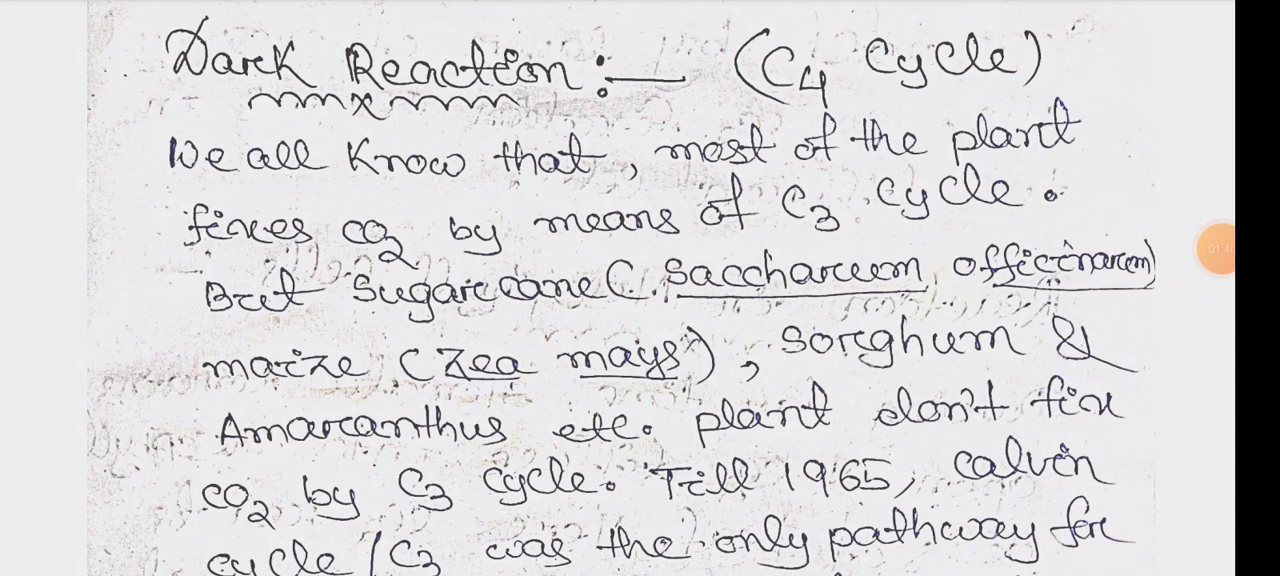 Dark Reaction :— (C4 Cycle)
We all know that, most of the plant
fixes CO2 by means of C3 cycle.
But Sugarcane (Saccharum officinarum)
maize (Zea mays), Sorghum &
Amaranthus etc. plant don't fix
CO2 by C3 cycle. Till 1965, calvin
cycle/C3 was the only pathway for
01:40